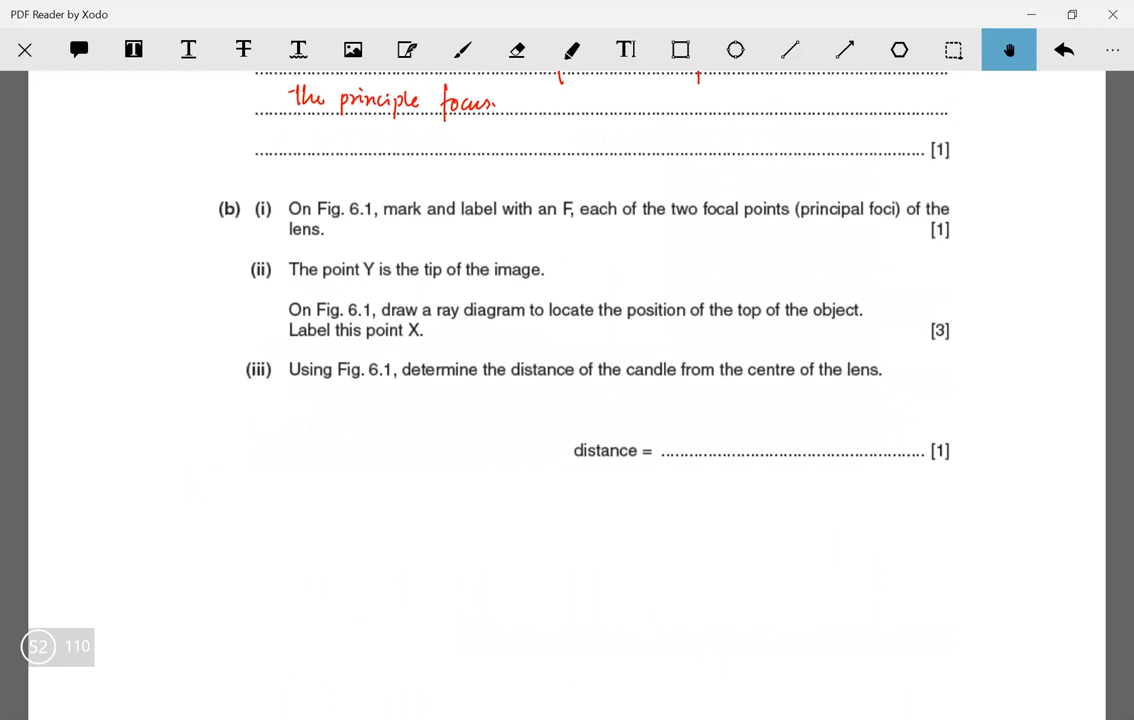 PDF Reader by Xodo
The principle focus.
[1]
(b) (i) On Fig. 6.1, mark and label with an F, each of the two focal points (principal foci) of the
lens. [1]
(ii) The point Y is the tip of the image.
On Fig. 6.1, draw a ray diagram to locate the position of the top of the object.
Label this point X. [3]
(iii) Using Fig. 6.1, determine the distance of the candle from the centre of the lens.
distance = ........................................................ [1]
52 110